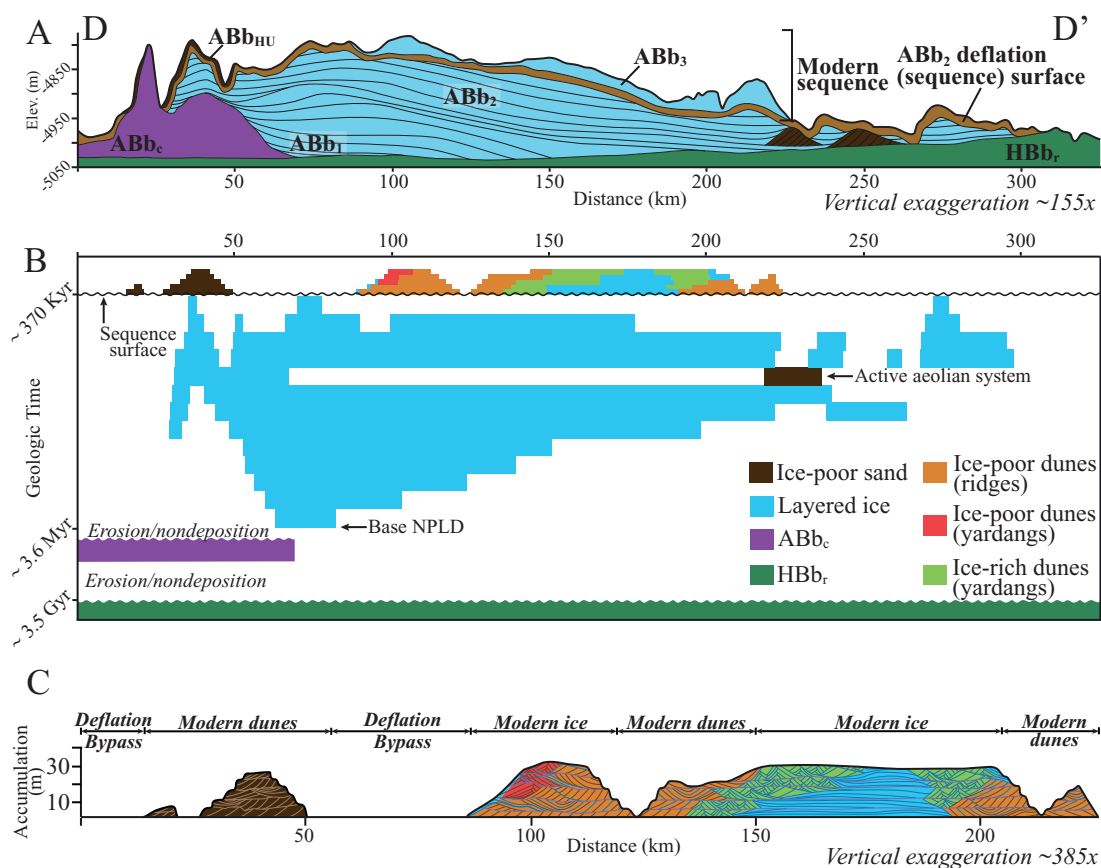 A D D’
ABb_HU
ABb_3
Modern
sequence
ABb_2 deflation
(sequence) surface
Elev. (m)
-4850
-4950
-5050
ABb_2
ABb_c
ABb_1
HBb_r
50 100 150 200 250 300
Distance (km)
Vertical exaggeration ~155x
B
50 100 150 200 250 300
~ 370 Kyr
Sequence
surface
Active aeolian system
Geologic Time
Base NPLD
~ 3.6 Myr
Erosion/nondeposition
Erosion/nondeposition
~ 3.5 Gyr
Ice-poor sand
Layered ice
ABb_c
HBb_r
Ice-poor dunes
(ridges)
Ice-poor dunes
(yardangs)
Ice-rich dunes
(yardangs)
C
Deflation
Bypass
Modern dunes
Deflation
Bypass
Modern ice
Modern dunes
Modern ice
Modern
dunes
Accumulation
(m)
30
10
50 100 150 200
Distance (km)
Vertical exaggeration ~385x